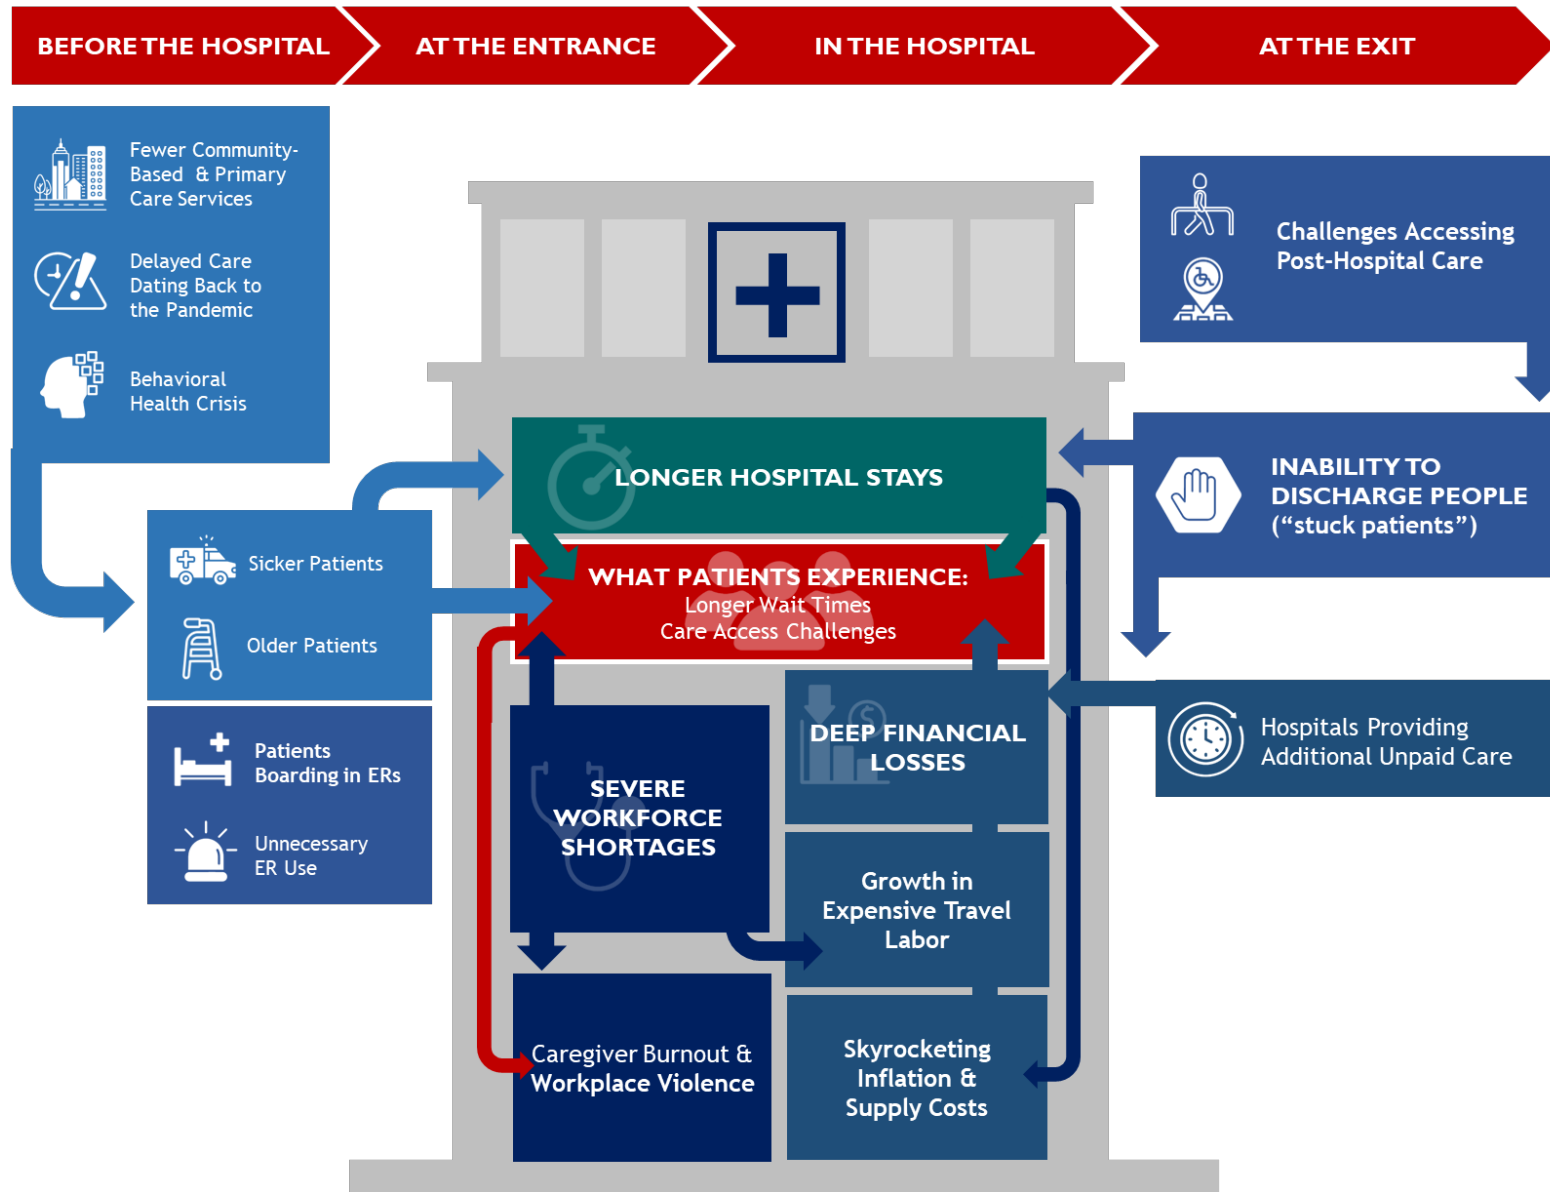 BEFORE THE HOSPITAL
AT THE ENTRANCE
IN THE HOSPITAL
AT THE EXIT
Fewer Community-
Based & Primary
Care Services
Delayed Care
Dating Back to
the Pandemic
Behavioral
Health Crisis
Sicker Patients
Older Patients
Patients
Boarding in ERs
Unnecessary
ER Use
LONGER HOSPITAL STAYS
WHAT PATIENTS EXPERIENCE:
Longer Wait Times
Care Access Challenges
SEVERE
WORKFORCE
SHORTAGES
Caregiver Burnout &
Workplace Violence
DEEP FINANCIAL
LOSSES
Growth in
Expensive Travel
Labor
Skyrocketing
Inflation &
Supply Costs
Challenges Accessing
Post-Hospital Care
INABILITY TO
DISCHARGE PEOPLE
(“stuck patients”)
Hospitals Providing
Additional Unpaid Care